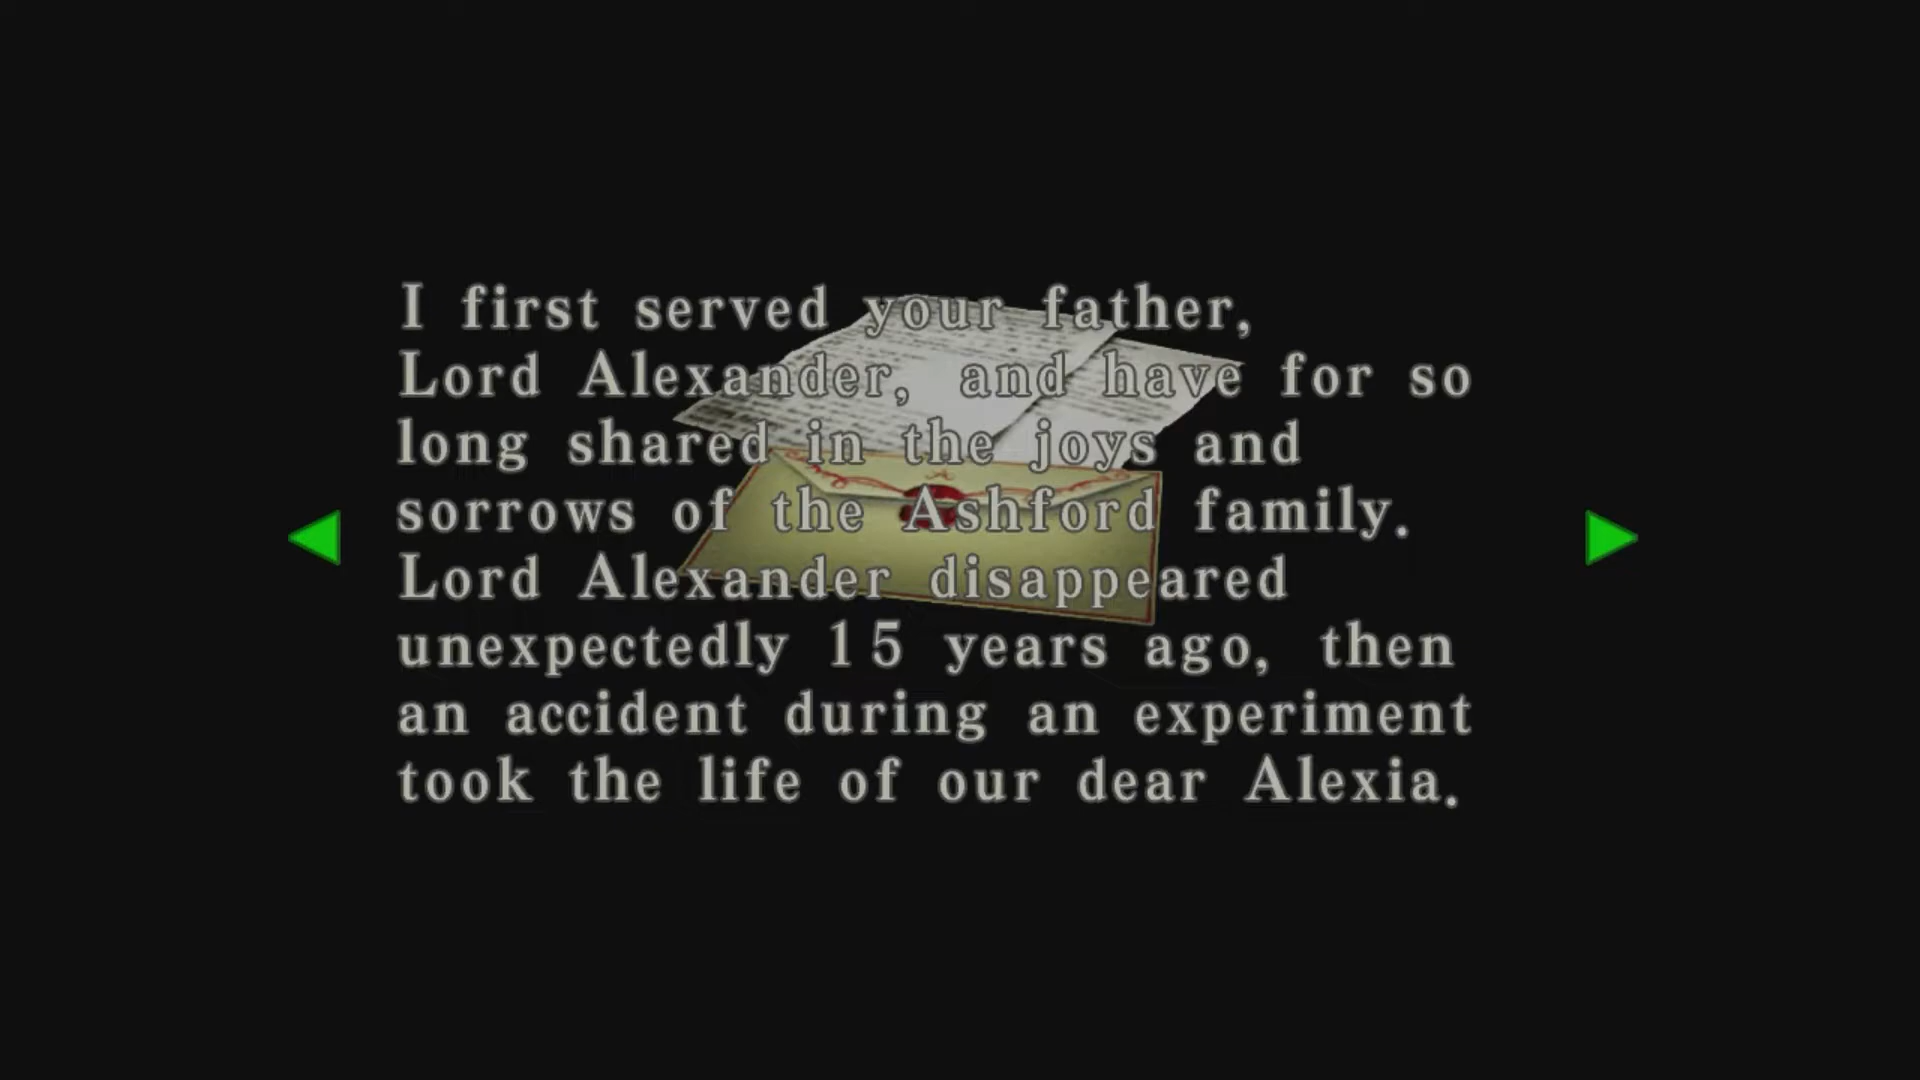 I first served your father,
Lord Alexander, and have for so
long shared in the joys and
sorrows of the Ashford family.
Lord Alexander disappeared
unexpectedly 15 years ago, then
an accident during an experiment
took the life of our dear Alexia.